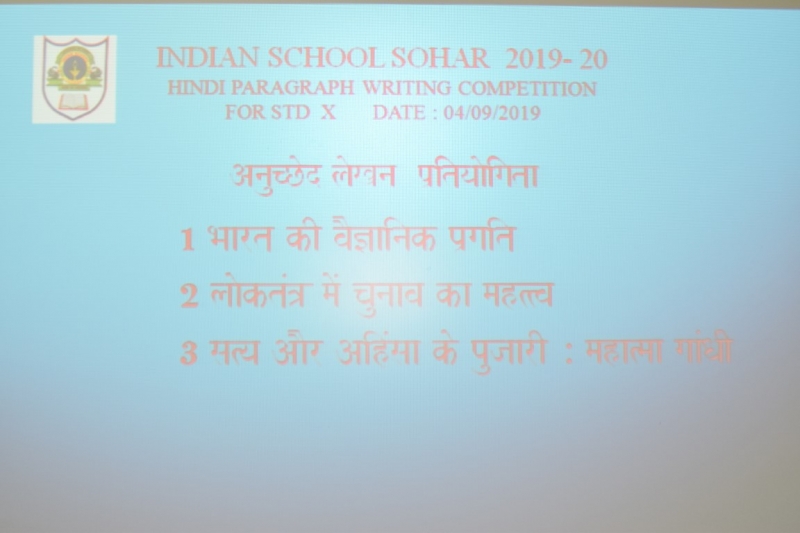 INDIAN SCHOOL SOHAR 2019- 20
HINDI PARAGRAPH WRITING COMPETITION
FOR STD X DATE : 04/09/2019
अनुच्छेद लेखन प्रतियोगिता
1 भारत की वैज्ञानिक प्रगति
2 लोकतंत्र में चुनाव का महत्त्व
3 सत्य और अहिंसा के पुजारी : महात्मा गांधी